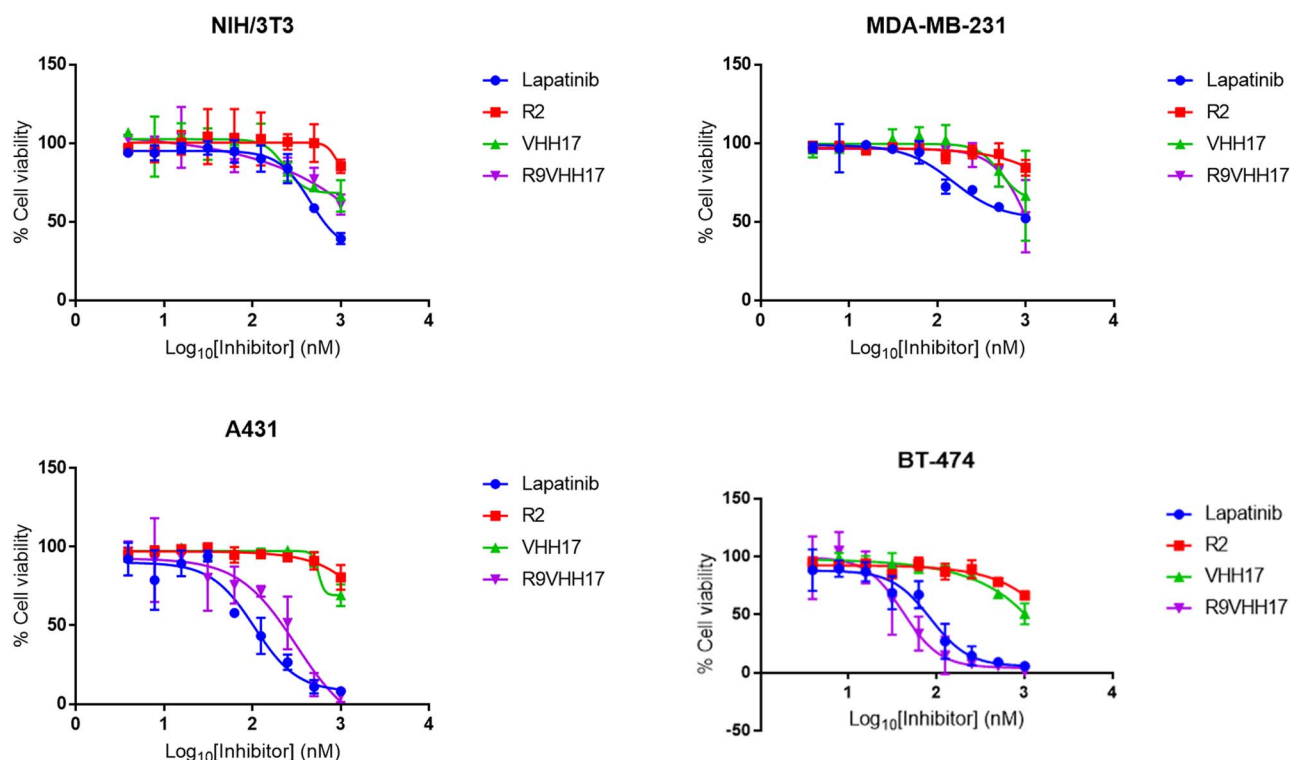 NIH/3T3
150
100
50
0
% Cell viability
0 1 2 3 4
Log10[Inhibitor] (nM)
Lapatinib
R2
VHH17
R9VHH17
MDA-MB-231
150
100
50
0
% Cell viability
0 1 2 3 4
Log10[Inhibitor] (nM)
Lapatinib
R2
VHH17
R9VHH17
A431
150
100
50
0
% Cell viability
0 1 2 3 4
Log10[Inhibitor] (nM)
Lapatinib
R2
VHH17
R9VHH17
BT-474
150
100
50
0
-50
% Cell viability
1 2 3 4
Log10[Inhibitor] (nM)
Lapatinib
R2
VHH17
R9VHH17